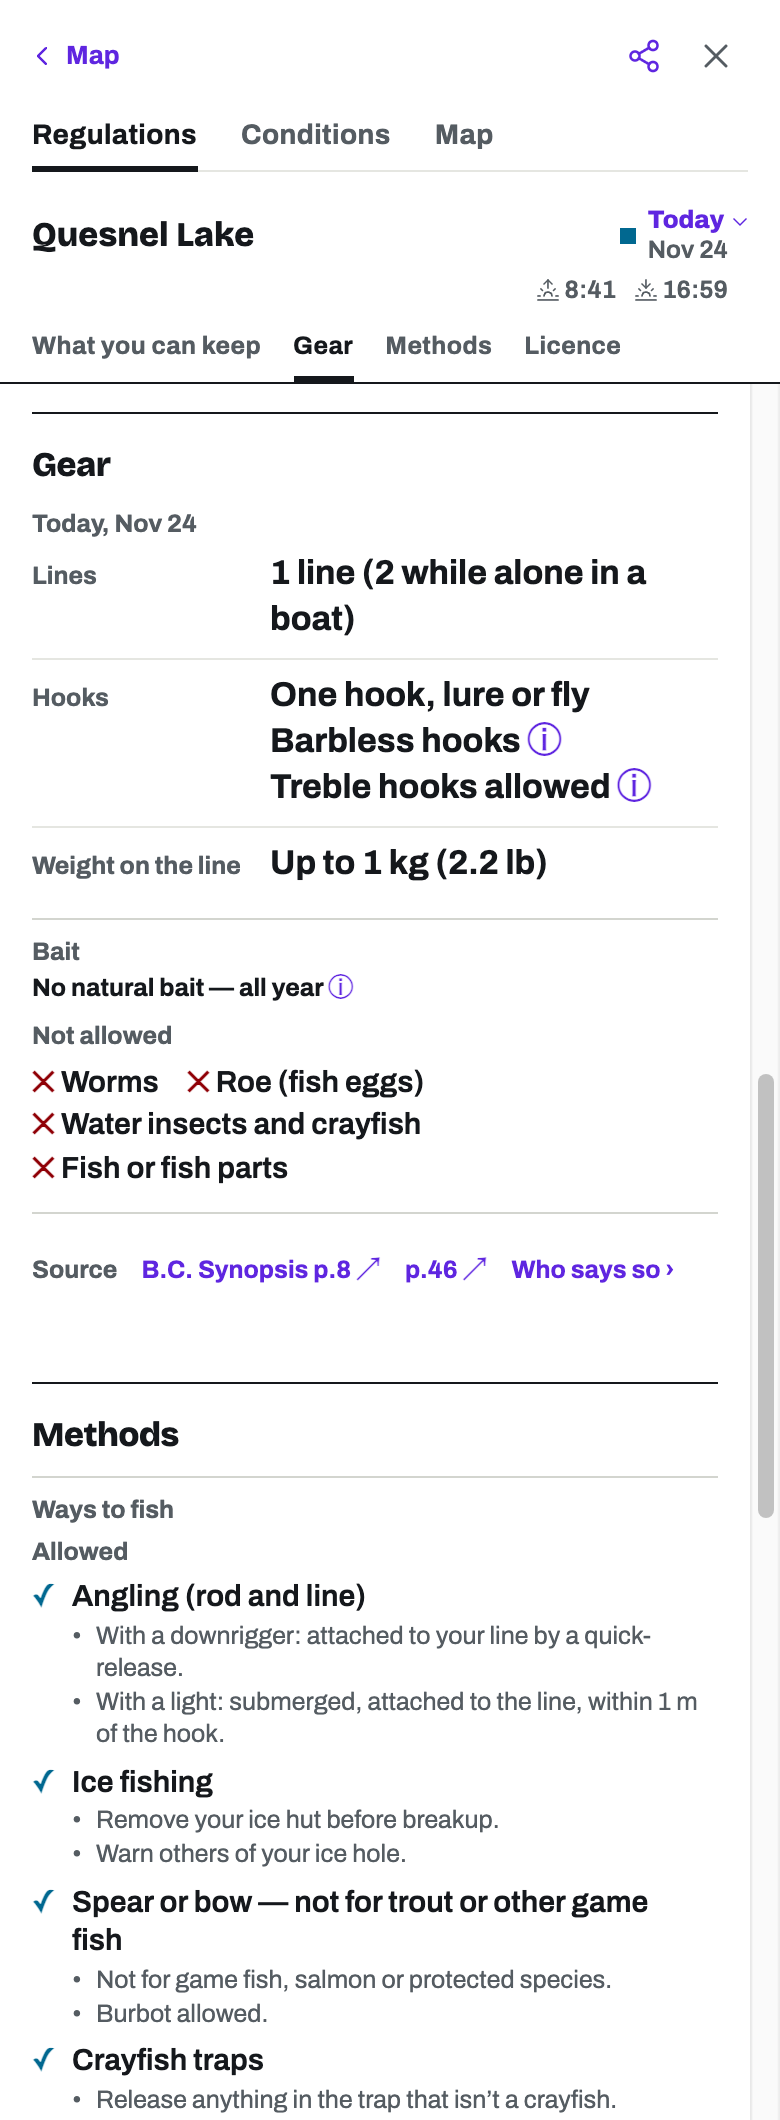 Map
Regulations Conditions Map
Quesnel Lake
Today
Nov 24
8:41 16:59
What you can keep Gear Methods Licence
Gear
Today, Nov 24
Lines 1 line (2 while alone in a
boat)
Hooks One hook, lure or fly
Barbless hooks ⓘ
Treble hooks allowed ⓘ
Weight on the line Up to 1 kg (2.2 lb)
Bait
No natural bait — all year ⓘ
Not allowed
Worms Roe (fish eggs)
Water insects and crayfish
Fish or fish parts
Source B.C. Synopsis p.8 ↗ p.46 ↗ Who says so ›
Methods
Ways to fish
Allowed
✓ Angling (rod and line)
• With a downrigger: attached to your line by a quick-
release.
• With a light: submerged, attached to the line, within 1 m
of the hook.
✓ Ice fishing
• Remove your ice hut before breakup.
• Warn others of your ice hole.
✓ Spear or bow — not for trout or other game
fish
• Not for game fish, salmon or protected species.
• Burbot allowed.
✓ Crayfish traps
• Release anything in the trap that isn’t a crayfish.